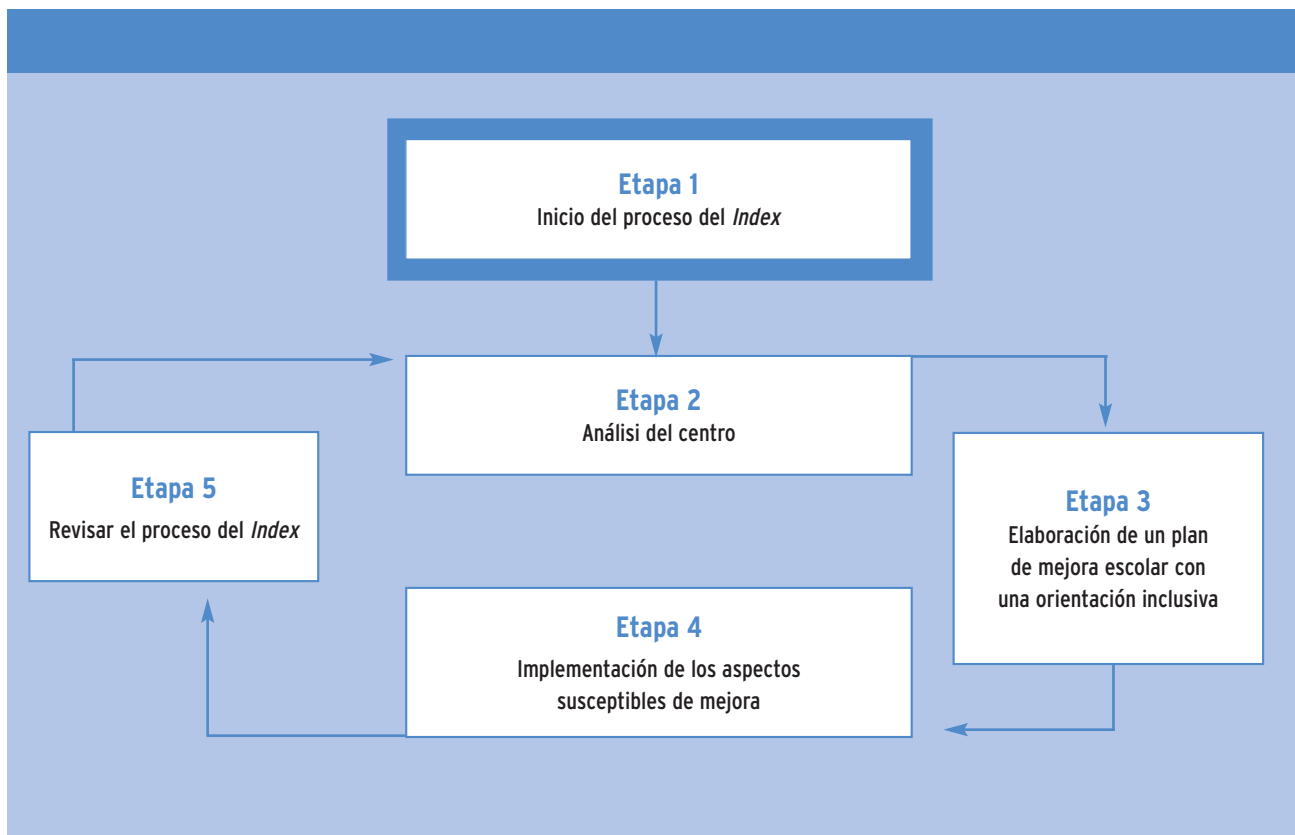 Etapa 1
Inicio del proceso del Index
Etapa 2
Análisi del centro
Etapa 3
Elaboración de un plan
de mejora escolar con
una orientación inclusiva
Etapa 4
Implementación de los aspectos
susceptibles de mejora
Etapa 5
Revisar el proceso del Index